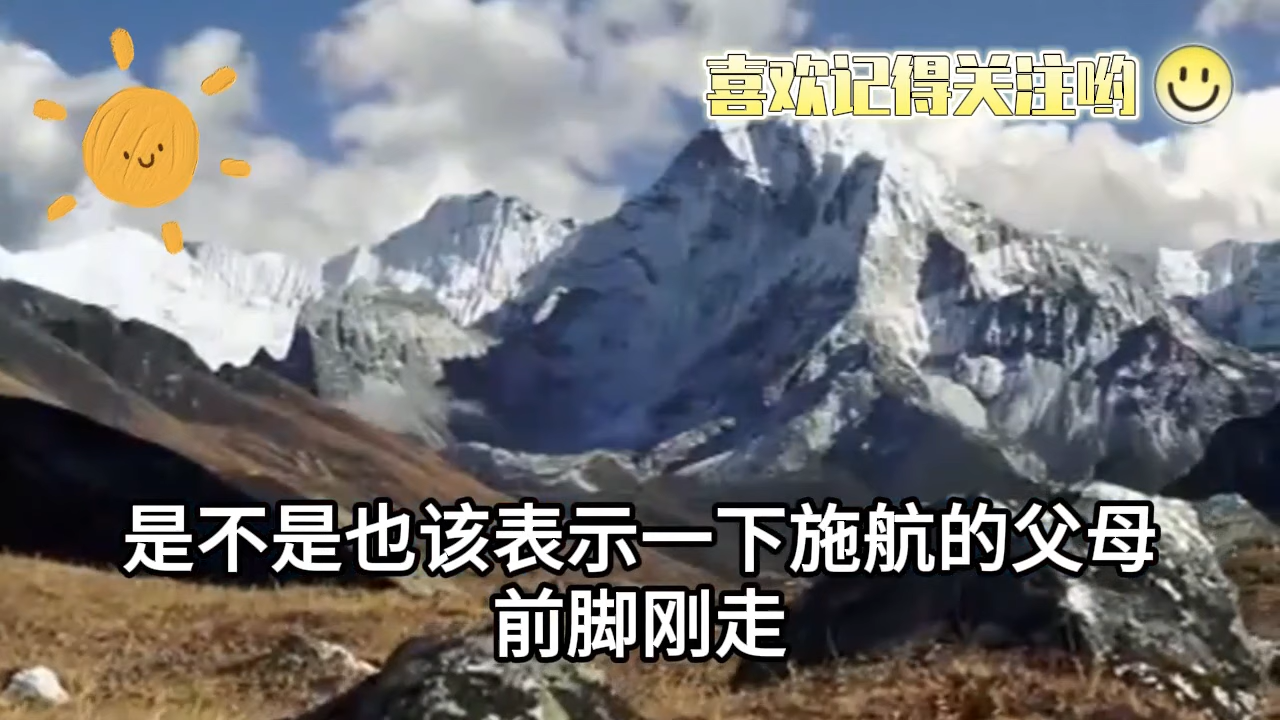 喜欢记得关注哟
是不是也该表示一下施航的父母
前脚刚走